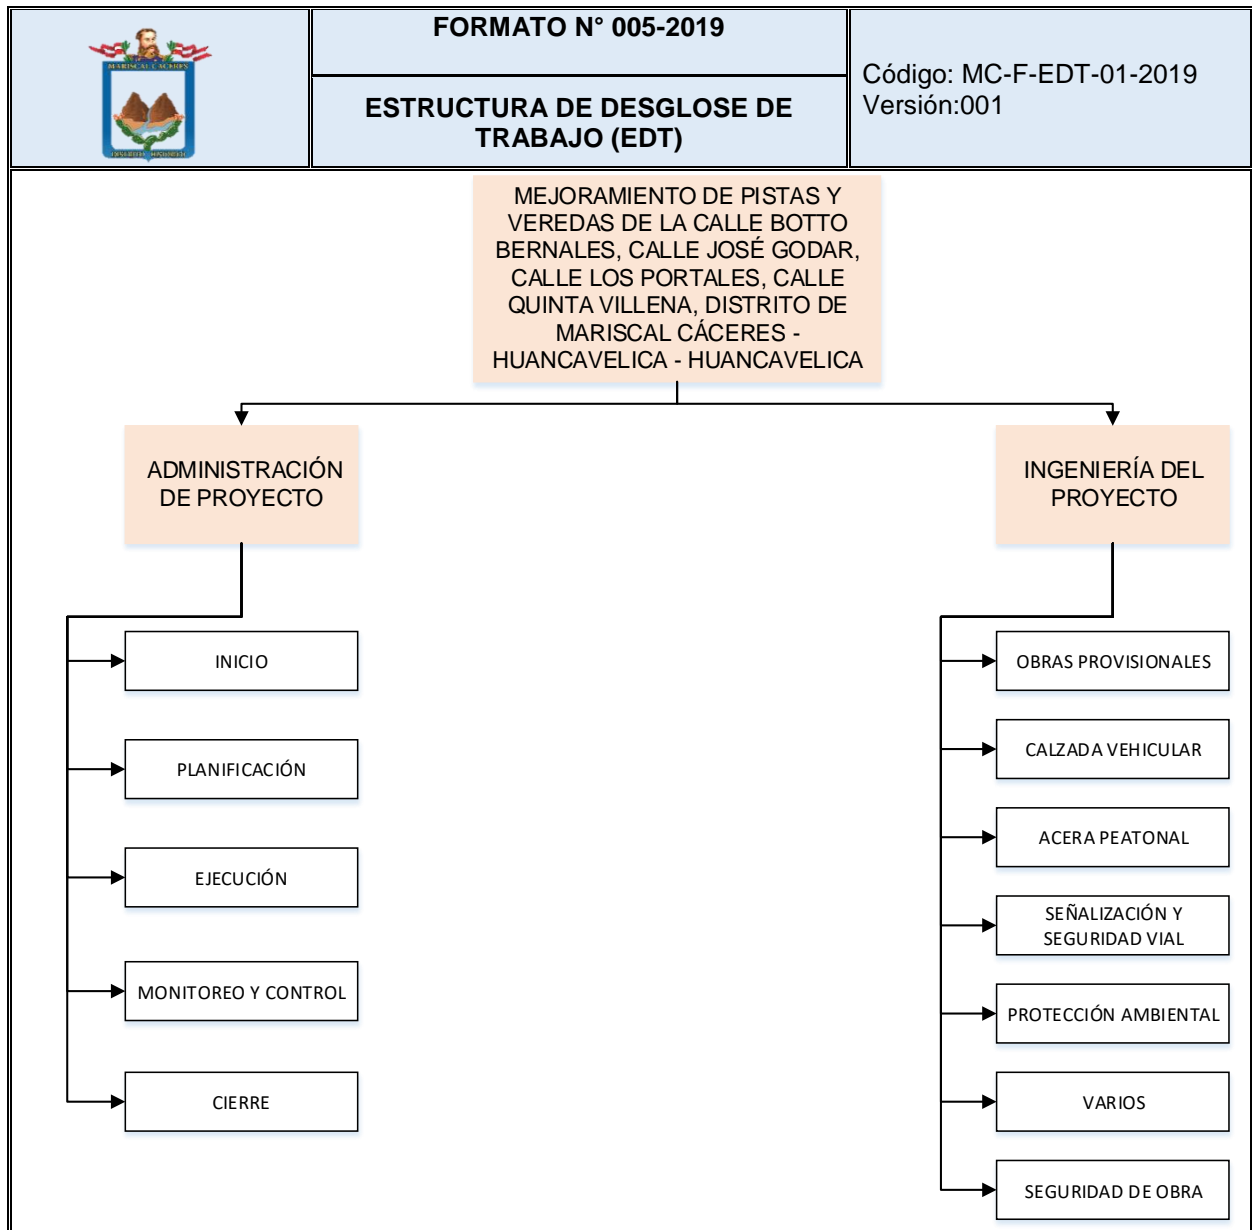 MARISCAL CACERES
FORMATO N° 005-2019
ESTRUCTURA DE DESGLOSE DE
TRABAJO (EDT)
Código: MC-F-EDT-01-2019
Versión:001
MEJORAMIENTO DE PISTAS Y
VEREDAS DE LA CALLE BOTTO
BERNALES, CALLE JOSÉ GODAR,
CALLE LOS PORTALES, CALLE
QUINTA VILLENA, DISTRITO DE
MARISCAL CÁCERES -
HUANCAVELICA - HUANCAVELICA
ADMINISTRACIÓN
DE PROYECTO
INICIO
PLANIFICACIÓN
EJECUCIÓN
MONITOREO Y CONTROL
CIERRE
INGENIERÍA DEL
PROYECTO
OBRAS PROVISIONALES
CALZADA VEHICULAR
ACERA PEATONAL
SEÑALIZACIÓN Y
SEGURIDAD VIAL
PROTECCIÓN AMBIENTAL
VARIOS
SEGURIDAD DE OBRA